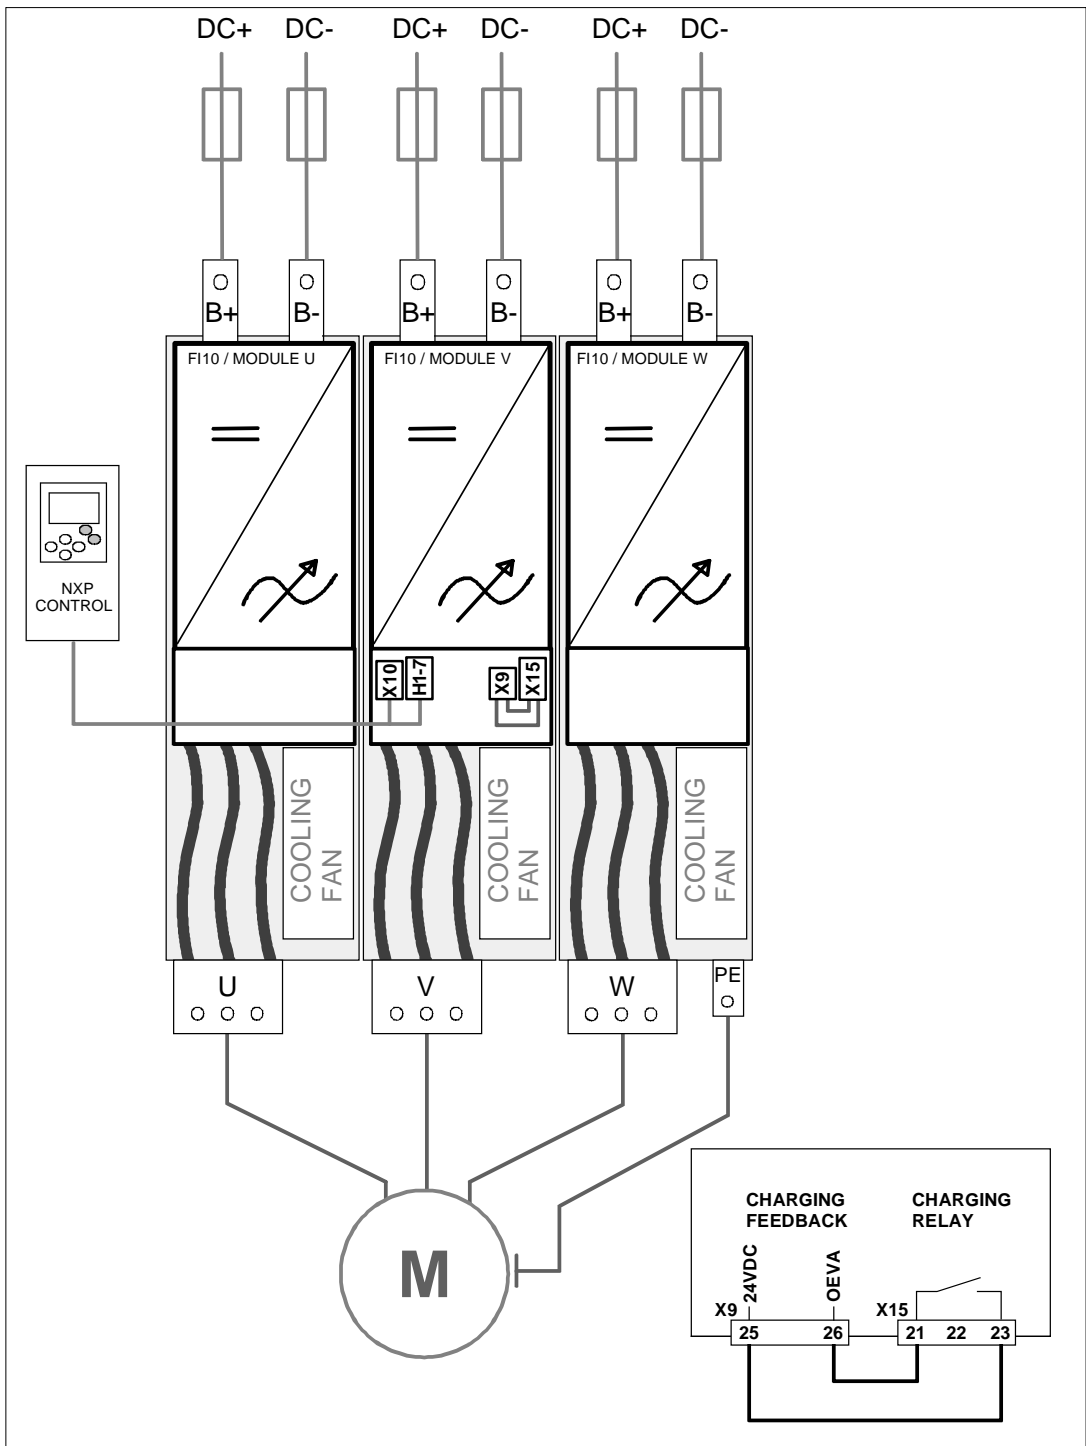 DC+ DC- DC+ DC- DC+ DC-
B+ B- B+ B- B+ B-
FI10 / MODULE U
FI10 / MODULE V
FI10 / MODULE W
NXP
CONTROL
X10
H1-7
X9
X15
COOLING
FAN
COOLING
FAN
COOLING
FAN
U
V
W
PE
M
CHARGING
FEEDBACK
CHARGING
RELAY
24VDC
OEVA
X9
X15
25 26 21 22 23